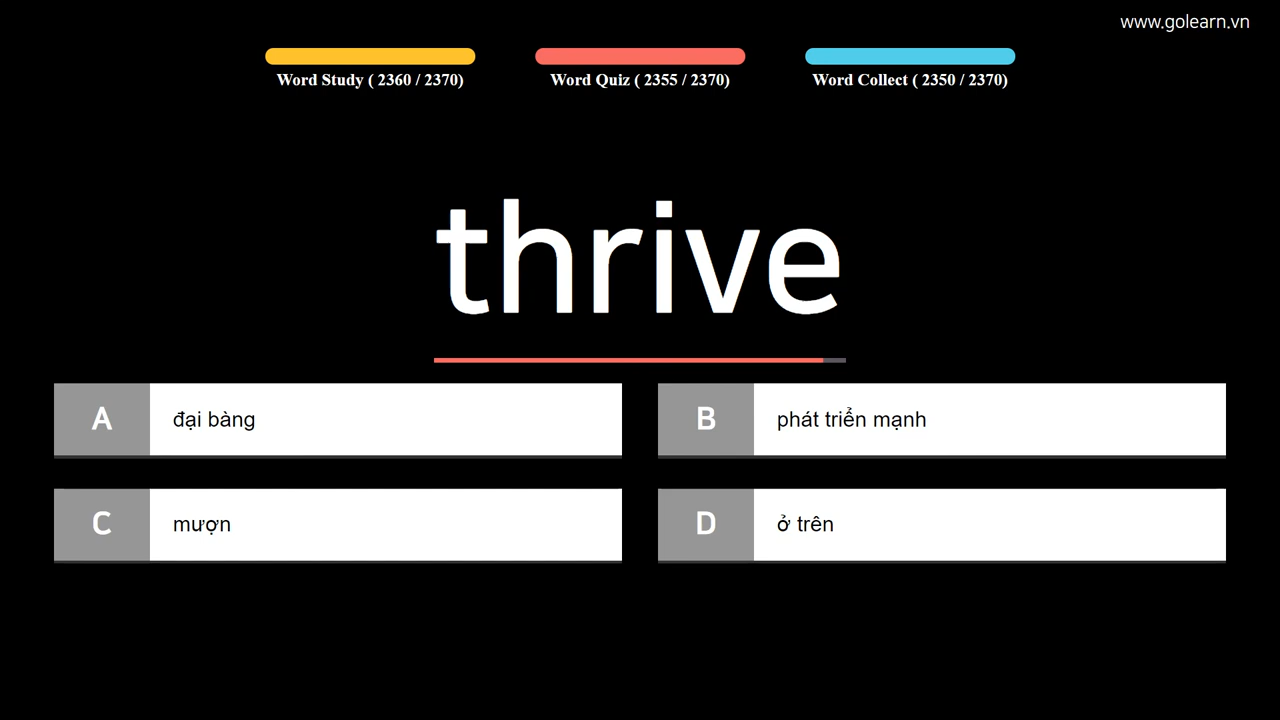 www.golearn.vn
Word Study ( 2360 / 2370)
Word Quiz ( 2355 / 2370)
Word Collect ( 2350 / 2370)
thrive
A đại bàng
B phát triển mạnh
C mượn
D ở trên